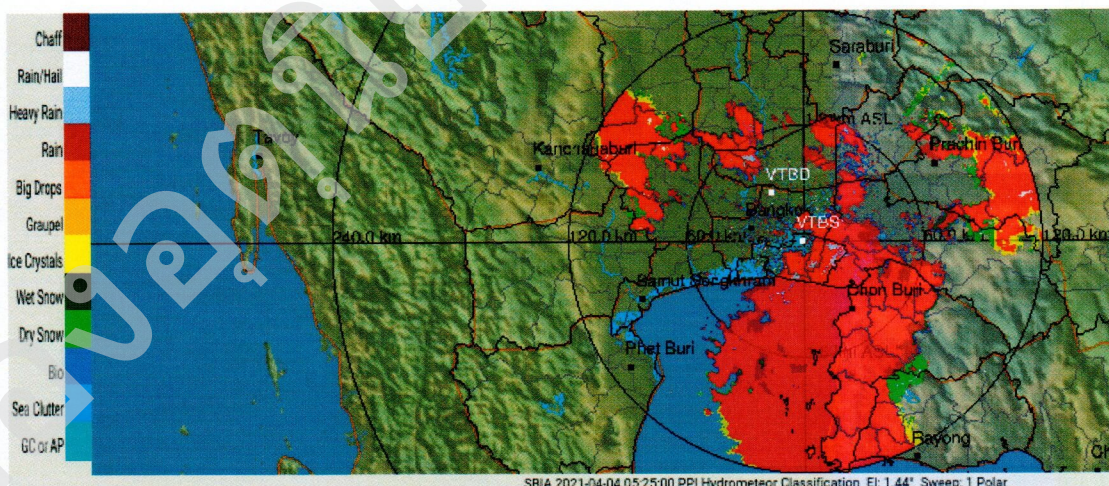 Chaff
Rain/Hail
Heavy Rain
Rain
Big Drops
Graupel
Ice Crystals
Wet Snow
Dry Snow
Bio
Sea Clutter
GC or AP
Saraburi
km ASL
Kanchanaburi
Prachin Buri
VTBD
VTBS
240.0 km
120.0 km
60.0 km
120.0 km
Samut Songkhram
Chon Buri
Phet Buri
Rayong
SBIA 2021-04-04 05:25:00 PPI Hydrometeor Classification El: 1.44° Sweep: 1 Polar